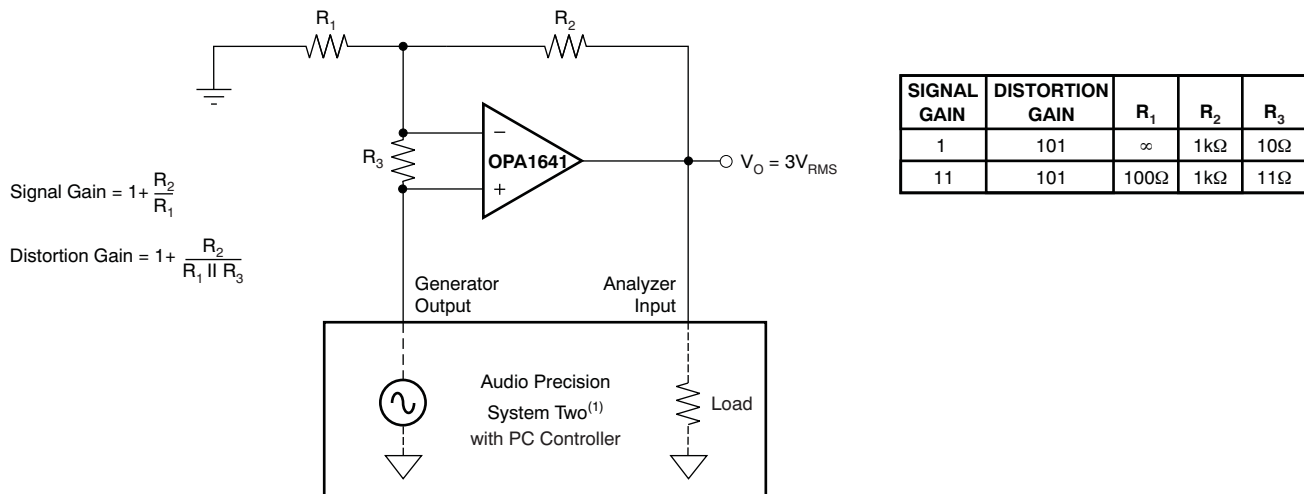 R1
R2
R3
−
OPA1641
+
VO = 3VRMS
Signal Gain = 1+ R2
R1
Distortion Gain = 1+ R2
R1 II R3
Generator
Output
Analyzer
Input
Audio Precision
System Two(1)
with PC Controller
Load
SIGNAL GAIN DISTORTION GAIN R1 R2 R3
1 101 ∞ 1kΩ 10Ω
11 101 100Ω 1kΩ 11Ω